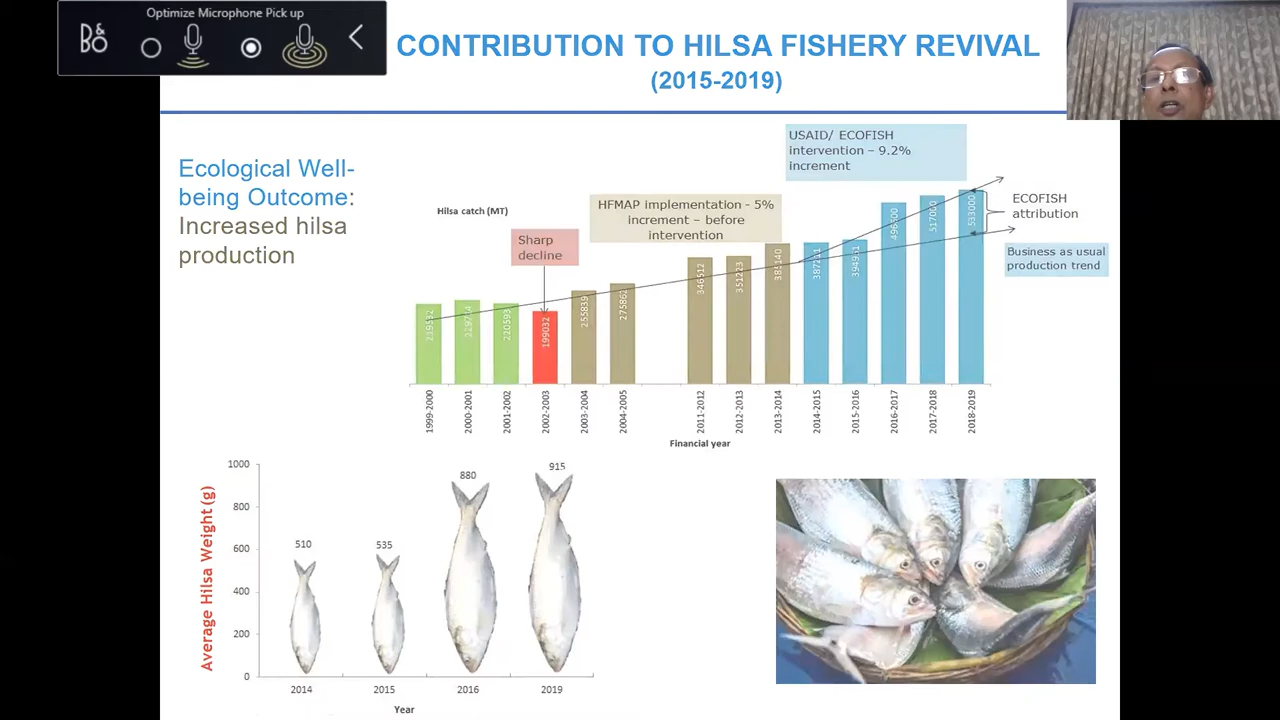 Optimize Microphone Pick up
B&O
CONTRIBUTION TO HILSA FISHERY REVIVAL
(2015-2019)
Ecological Well-
being Outcome:
Increased hilsa
production
Hilsa catch (MT)
Sharp
decline
HFMAP implementation - 5%
increment – before
intervention
USAID/ ECOFISH
intervention – 9.2%
increment
ECOFISH
attribution
Business as usual
production trend
219532
220593
199032
255839
275862
346512
351223
387211
496500
517000
533000
1999-2000
2000-2001
2001-2002
2002-2003
2003-2004
2004-2005
2011-2012
2012-2013
2013-2014
2014-2015
2015-2016
2016-2017
2017-2018
2018-2019
Financial year
Average Hilsa Weight (g)
1000
800
600
400
200
0
510
535
880
915
2014
2015
2016
2019
Year